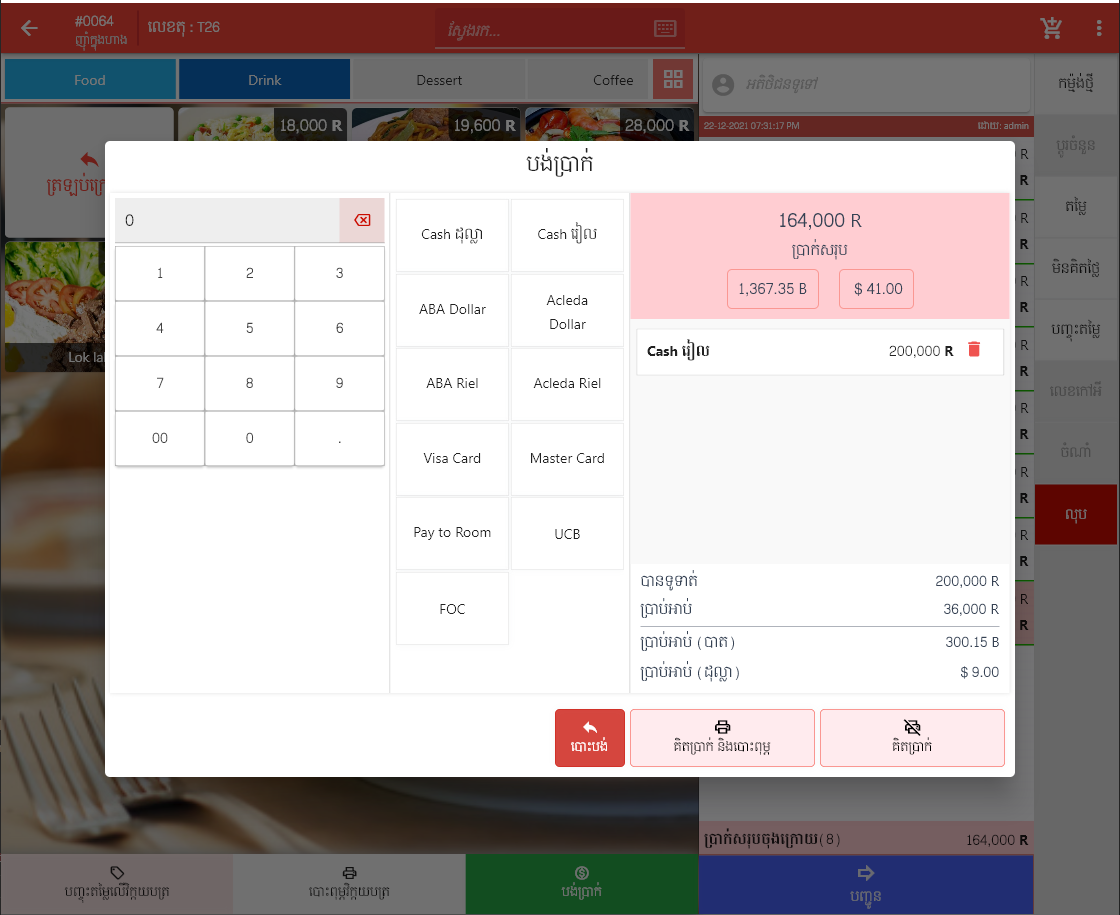 #0064
ញ៉ាំក្នុងហាង
លេខតុ : T26
ស្វែងរក...
Food
Drink
Dessert
Coffee
អតិថិជនទូទៅ
កម្ម៉ង់ថ្មី
18,000 R
19,600 R
28,000 R
22-12-2021 07:31:17 PM
ដោយ: admin
ប្តូរចំនួន
តម្លៃ
មិនគិតថ្លៃ
បញ្ចុះតម្លៃ
លេខកៅអី
ចំណាំ
លុប
បង់ប្រាក់
0
1
2
3
4
5
6
7
8
9
00
0
.
Cash ដុល្លា
Cash រៀល
ABA Dollar
Acleda
Dollar
ABA Riel
Acleda Riel
Visa Card
Master Card
Pay to Room
UCB
FOC
164,000 R
ប្រាក់សរុប
1,367.35 B
$ 41.00
Cash រៀល
200,000 R
បានទូទាត់
200,000 R
ប្រាប់អាប់
36,000 R
ប្រាប់អាប់ (បាត)
300.15 B
ប្រាប់អាប់ (ដុល្លា)
$ 9.00
បោះបង់
គិតប្រាក់ និងបោះពុម្ភ
គិតប្រាក់
ប្រាក់សរុបចុងក្រោយ(8)
164,000 R
បញ្ចុះតម្លៃលើវិក្កយបត្រ
បោះពុម្ភវិក្កយបត្រ
បង់ប្រាក់
បញ្ជូន